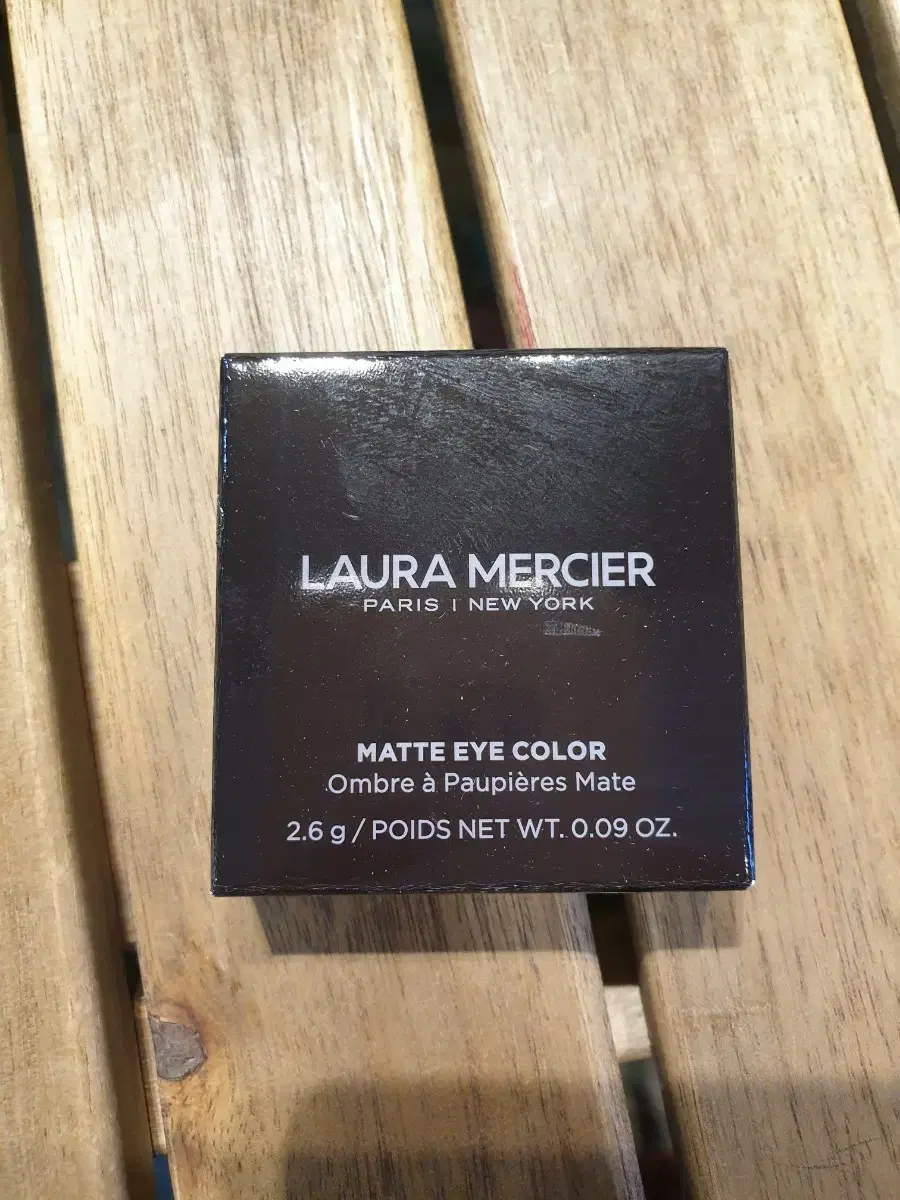 LAURA MERCIER
PARIS | NEW YORK
MATTE EYE COLOR
Ombre à Paupières Mate
2.6 g / POIDS NET WT. 0.09 OZ.